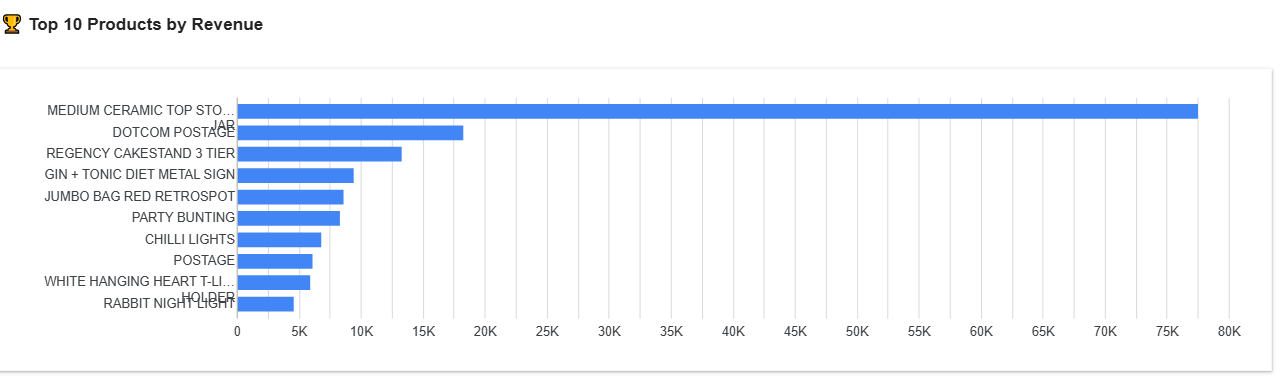 Top 10 Products by Revenue
MEDIUM CERAMIC TOP STO...
JAR
DOTCOM POSTAGE
REGENCY CAKESTAND 3 TIER
GIN + TONIC DIET METAL SIGN
JUMBO BAG RED RETROSPOT
PARTY BUNTING
CHILLI LIGHTS
POSTAGE
WHITE HANGING HEART T-LI...
HOLDER
RABBIT NIGHT LIGHT
0 5K 10K 15K 20K 25K 30K 35K 40K 45K 50K 55K 60K 65K 70K 75K 80K